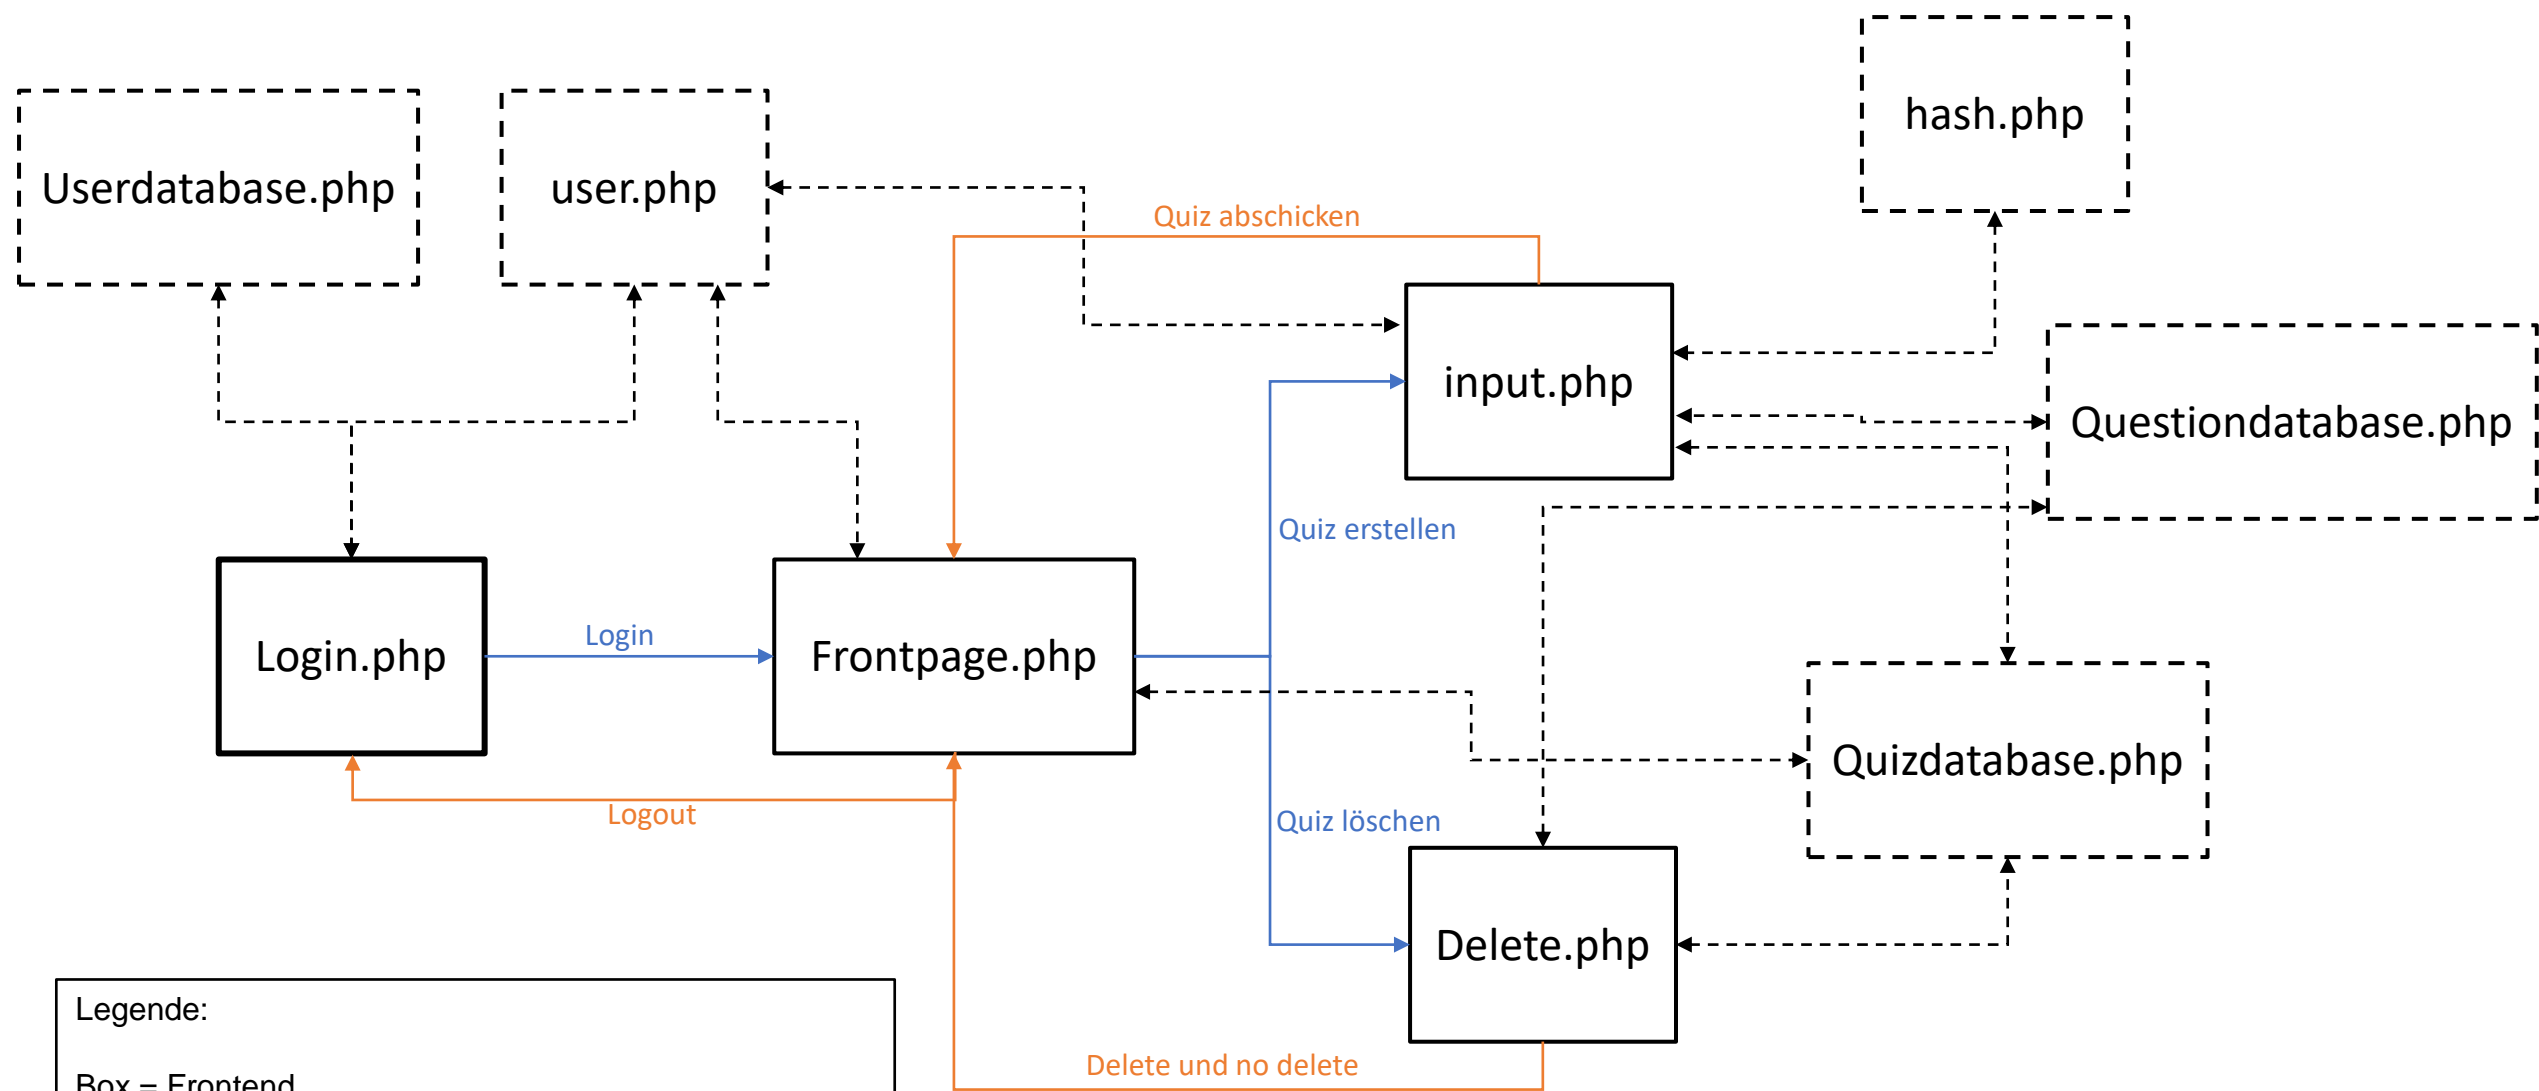 hash.php
Userdatabase.php
user.php
Quiz abschicken
input.php
Questiondatabase.php
Quiz erstellen
Login
Login.php
Frontpage.php
Quizdatabase.php
Logout
Quiz löschen
Delete.php
Legende:
Delete und no delete
Box = Frontend